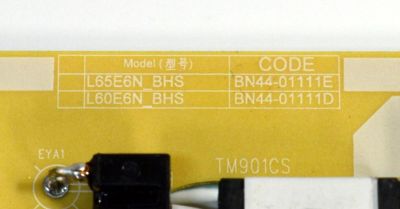 Model (型号) CODE
L65E6N_BHS BN44-01111E
L60E6N_BHS BN44-01111D
EYA1
TM901CS